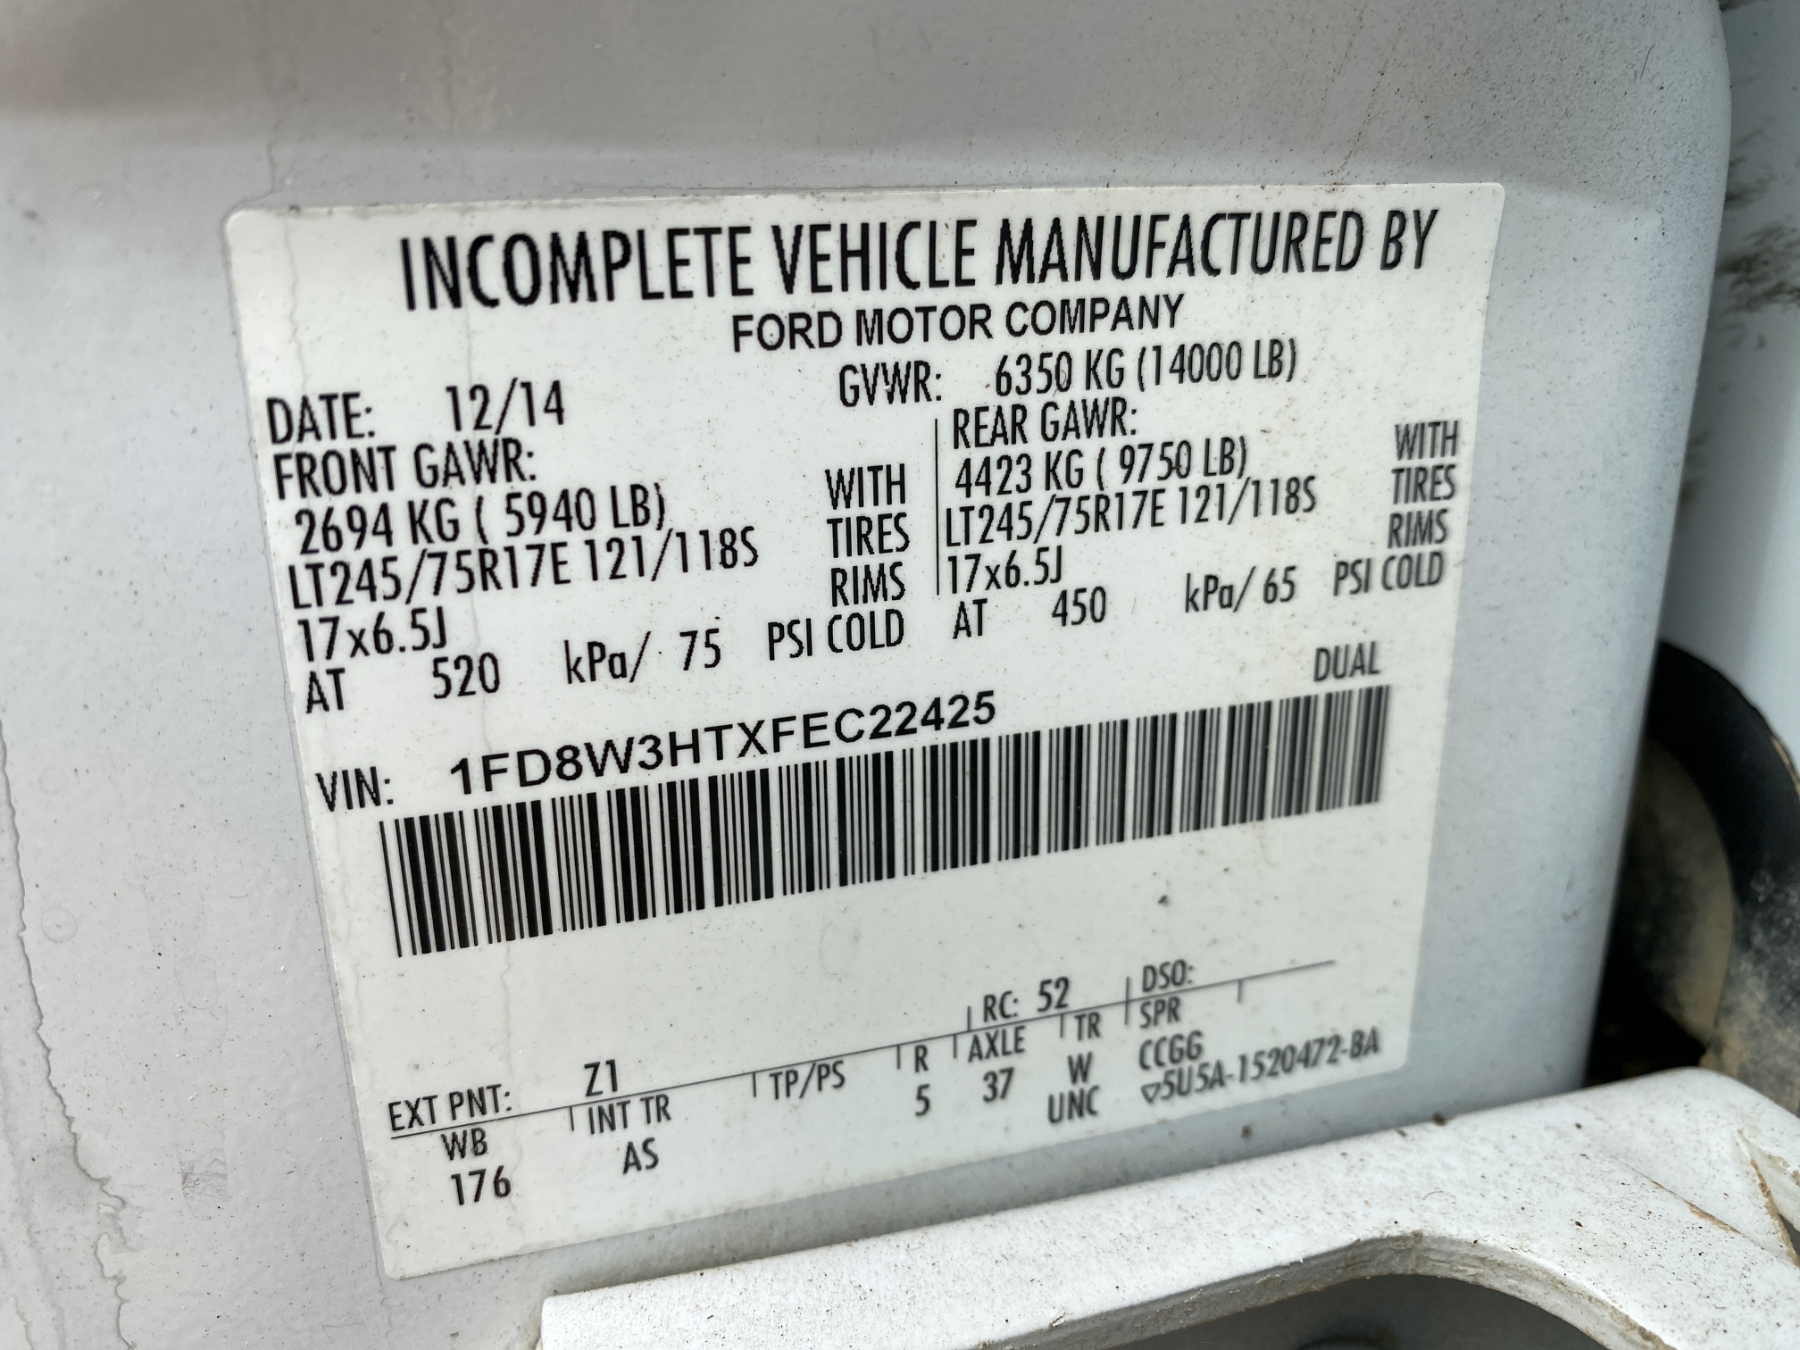 INCOMPLETE VEHICLE MANUFACTURED BY
FORD MOTOR COMPANY
DATE: 12/14 GVWR: 6350 KG (14000 LB)
FRONT GAWR: REAR GAWR:
2694 KG ( 5940 LB) WITH 4423 KG ( 9750 LB) WITH
LT245/75R17E 121/118S TIRES LT245/75R17E 121/118S TIRES
17x6.5J RIMS 17x6.5J RIMS
AT 520 kPa/ 75 PSI COLD AT 450 kPa/ 65 PSI COLD
DUAL
VIN: 1FD8W3HTXFEC22425
EXT PNT: Z1 RC: 52 DSO:
WB INT TR TP/PS R AXLE TR SPR
176 AS 5 37 W CCGG
UNC ▽5U5A-1520472-BA